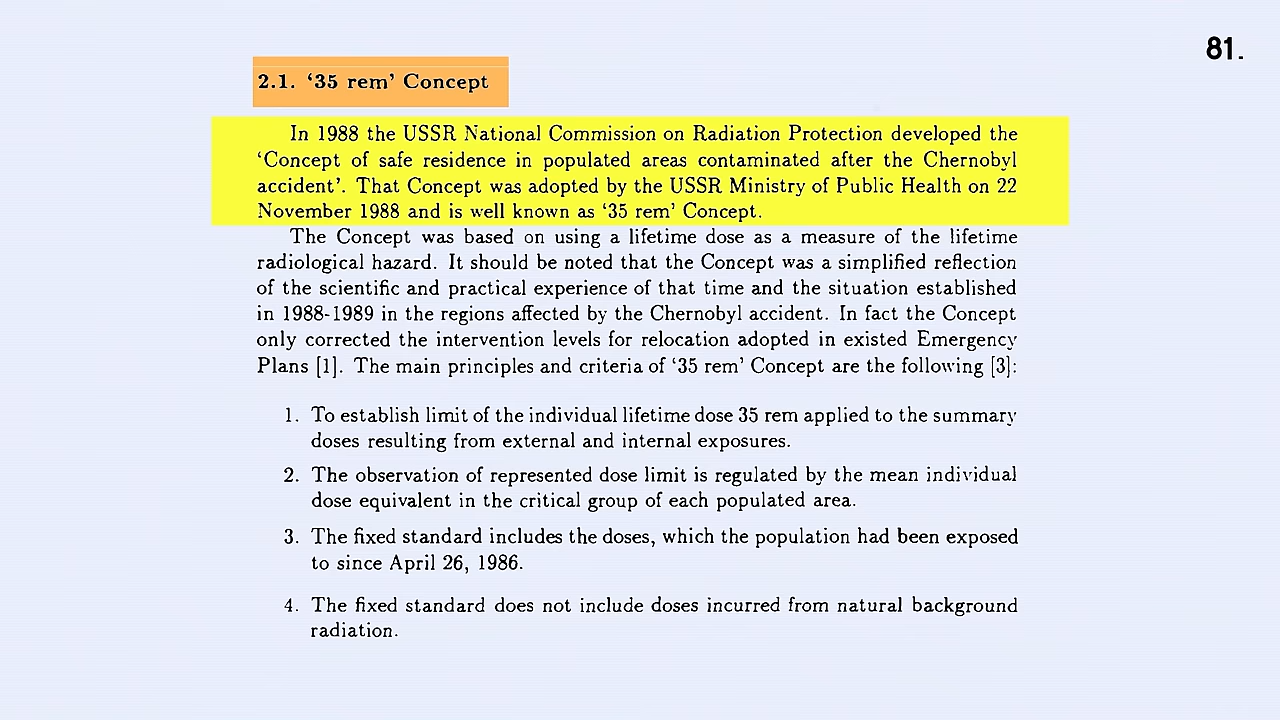 81.
2.1. ‘35 rem’ Concept
In 1988 the USSR National Commission on Radiation Protection developed the
‘Concept of safe residence in populated areas contaminated after the Chernobyl
accident’. That Concept was adopted by the USSR Ministry of Public Health on 22
November 1988 and is well known as ‘35 rem’ Concept.
The Concept was based on using a lifetime dose as a measure of the lifetime
radiological hazard. It should be noted that the Concept was a simplified reflection
of the scientific and practical experience of that time and the situation established
in 1988-1989 in the regions affected by the Chernobyl accident. In fact the Concept
only corrected the intervention levels for relocation adopted in existed Emergency
Plans [1]. The main principles and criteria of ‘35 rem’ Concept are the following [3]:
1. To establish limit of the individual lifetime dose 35 rem applied to the summary
doses resulting from external and internal exposures.
2. The observation of represented dose limit is regulated by the mean individual
dose equivalent in the critical group of each populated area.
3. The fixed standard includes the doses, which the population had been exposed
to since April 26, 1986.
4. The fixed standard does not include doses incurred from natural background
radiation.